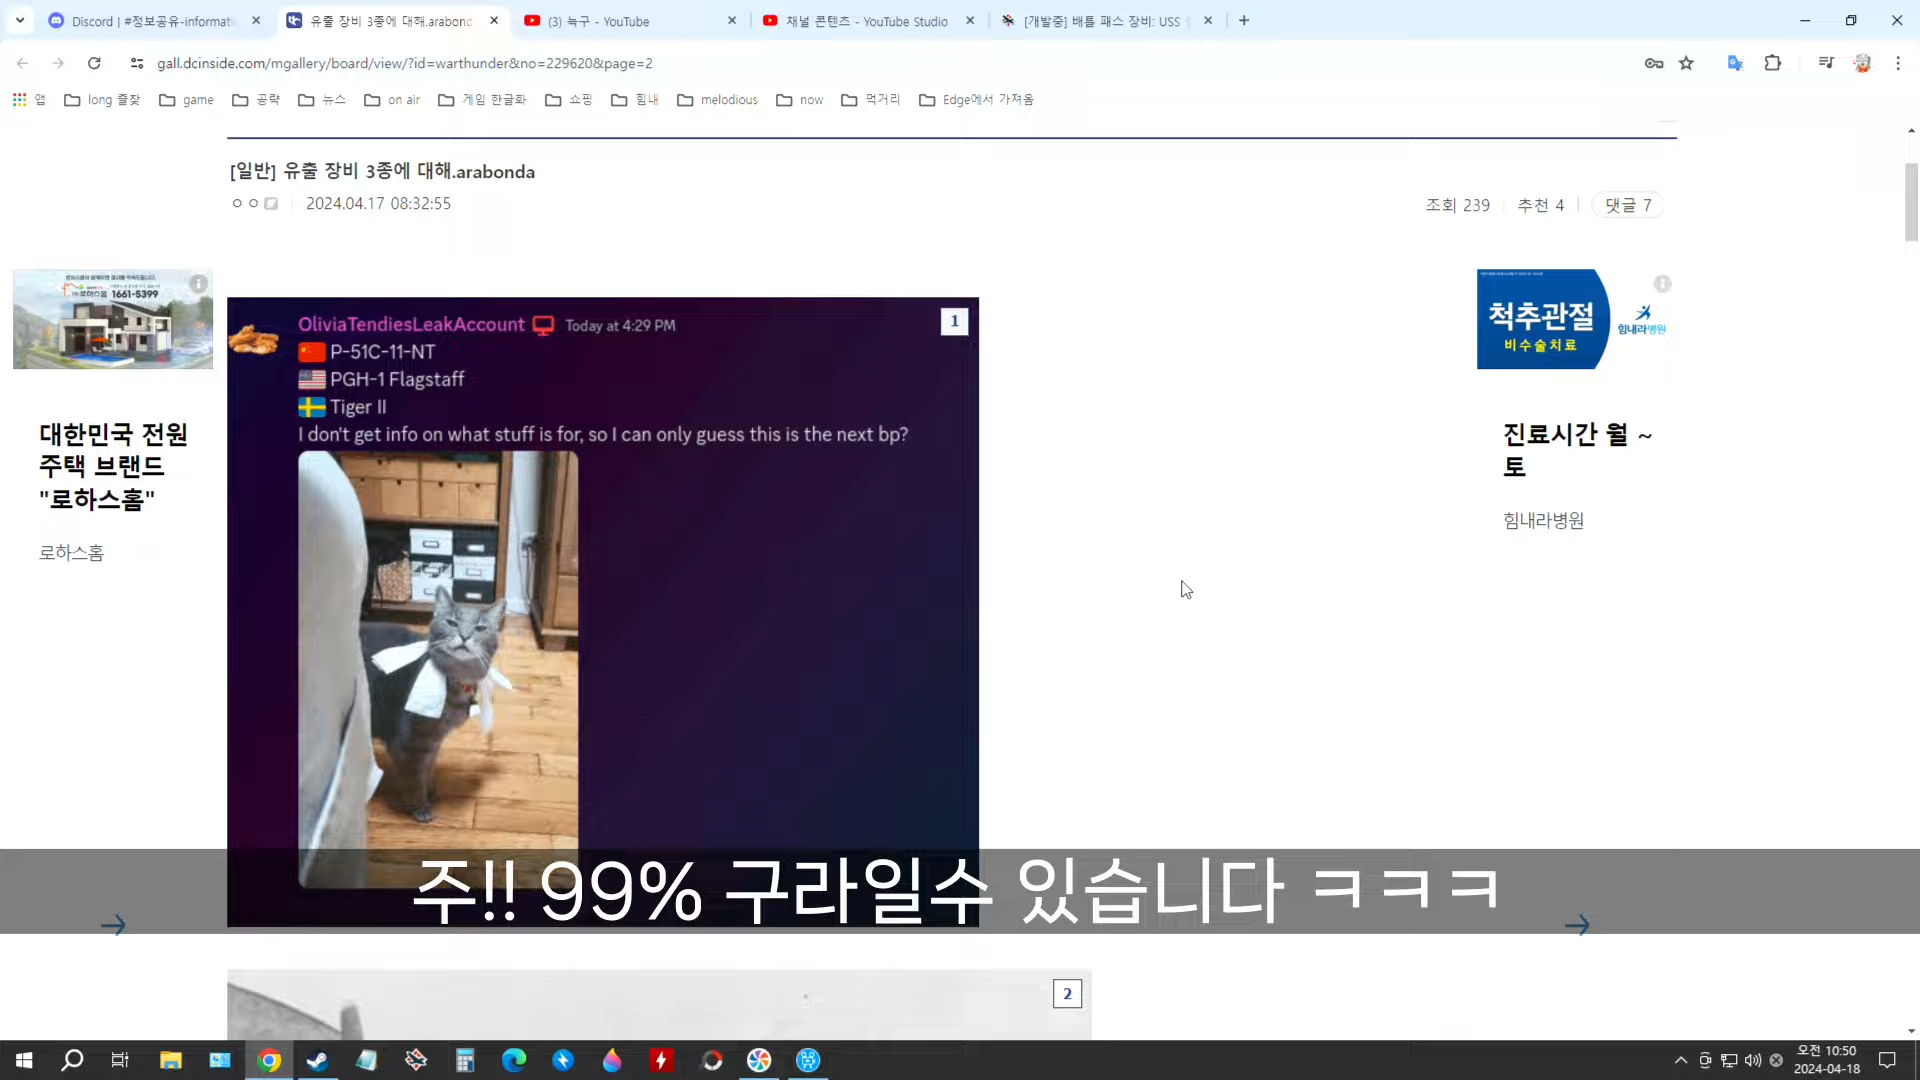 Discord | #정보공유-informati
유출 장비 3종에 대해.arabond
(3) 늑구 - YouTube
채널 콘텐츠 - YouTube Studio
[개발중] 배틀 패스 장비: USS
gall.dcinside.com/mgallery/board/view/?id=warthunder&no=229620&page=2
앱
long 즐찾
game
공략
뉴스
on air
게임 한글화
쇼핑
힘내
melodious
now
먹거리
Edge에서 가져옴
[일반] 유출 장비 3종에 대해.arabonda
ㅇㅇ
2024.04.17 08:32:55
조회 239
추천 4
댓글 7
1661-5399
대한민국 전원
주택 브랜드
"로하스홈"
로하스홈
OliviaTendiesLeakAccount
Today at 4:29 PM
1
P-51C-11-NT
PGH-1 Flagstaff
Tiger II
I don't get info on what stuff is for, so I can only guess this is the next bp?
척추관절
비수술치료
힘내라병원
진료시간 월 ~
토
힘내라병원
주!! 99% 구라일수 있습니다 ㅋㅋㅋ
2
오전 10:50
2024-04-18